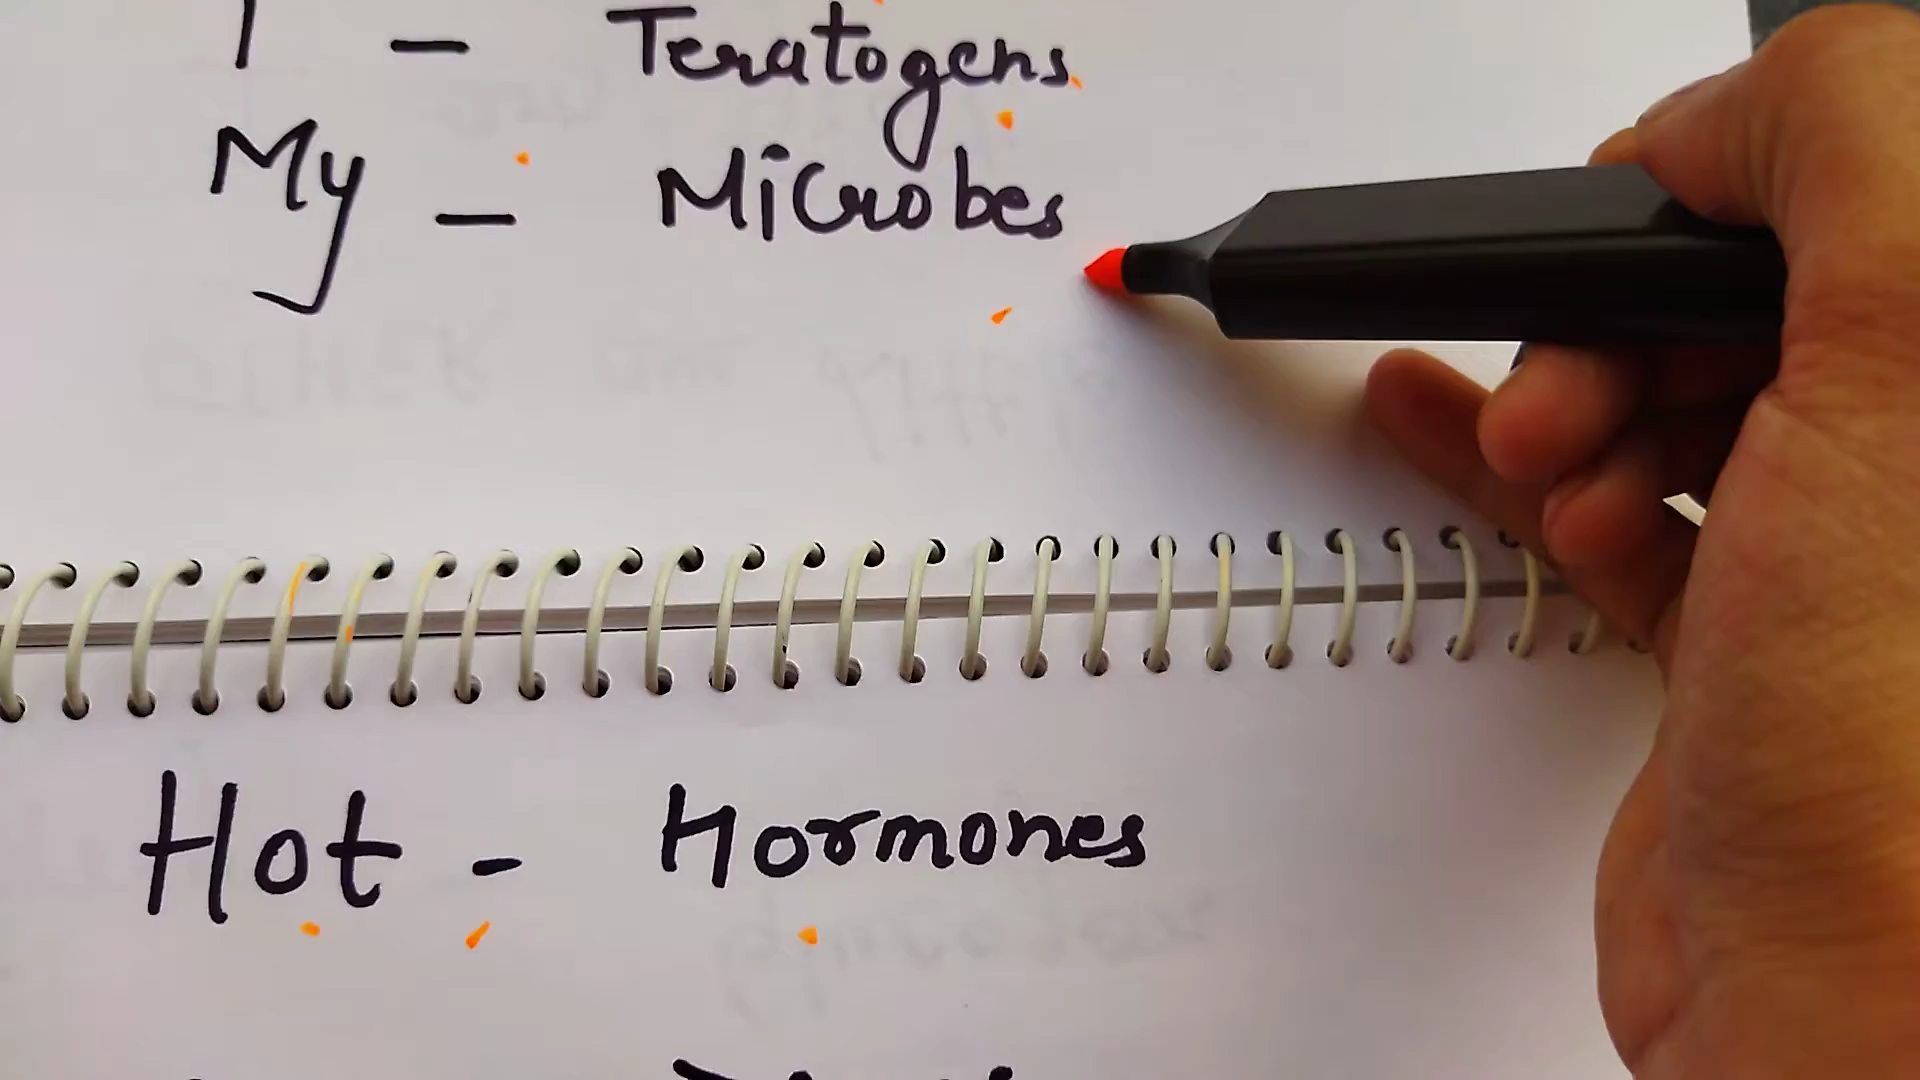 - Teratogens
My - Microbes
Hot - Hormones